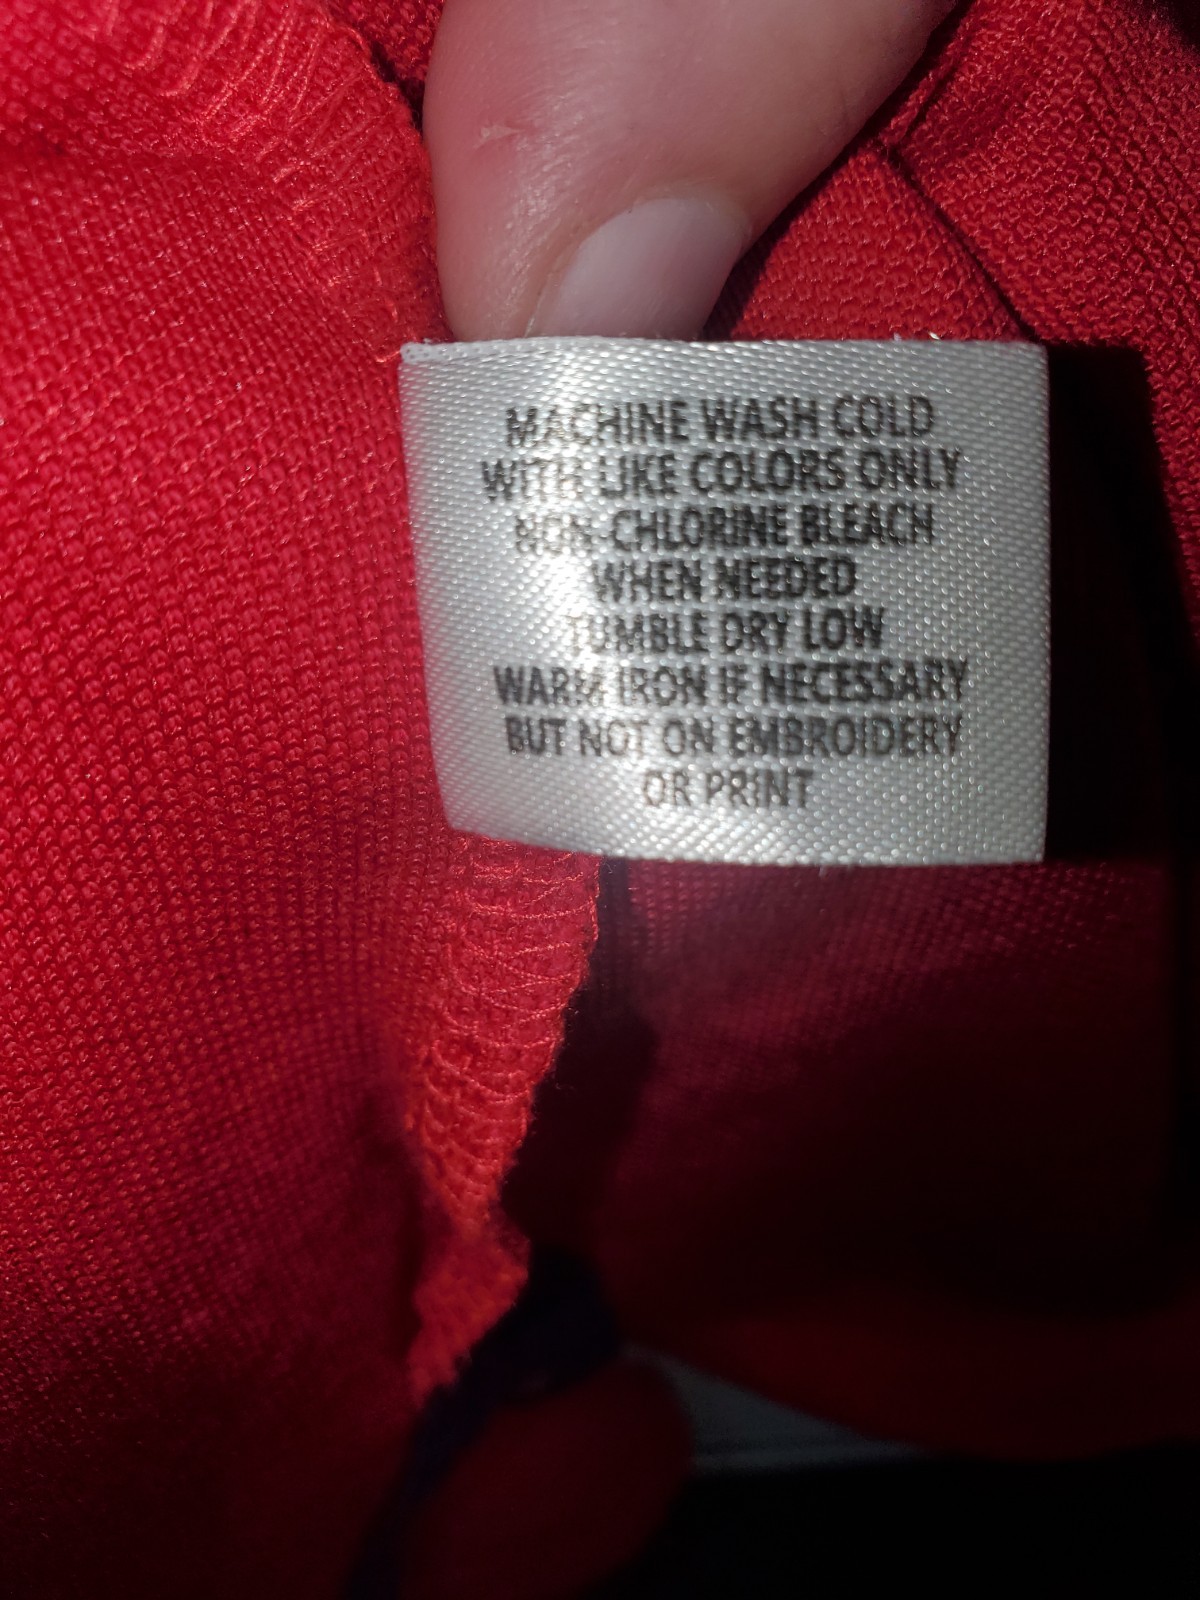 MACHINE WASH COLD
WITH LIKE COLORS ONLY
NON-CHLORINE BLEACH
WHEN NEEDED
TUMBLE DRY LOW
WARM IRON IF NECESSARY
BUT NOT ON EMBROIDERY
OR PRINT